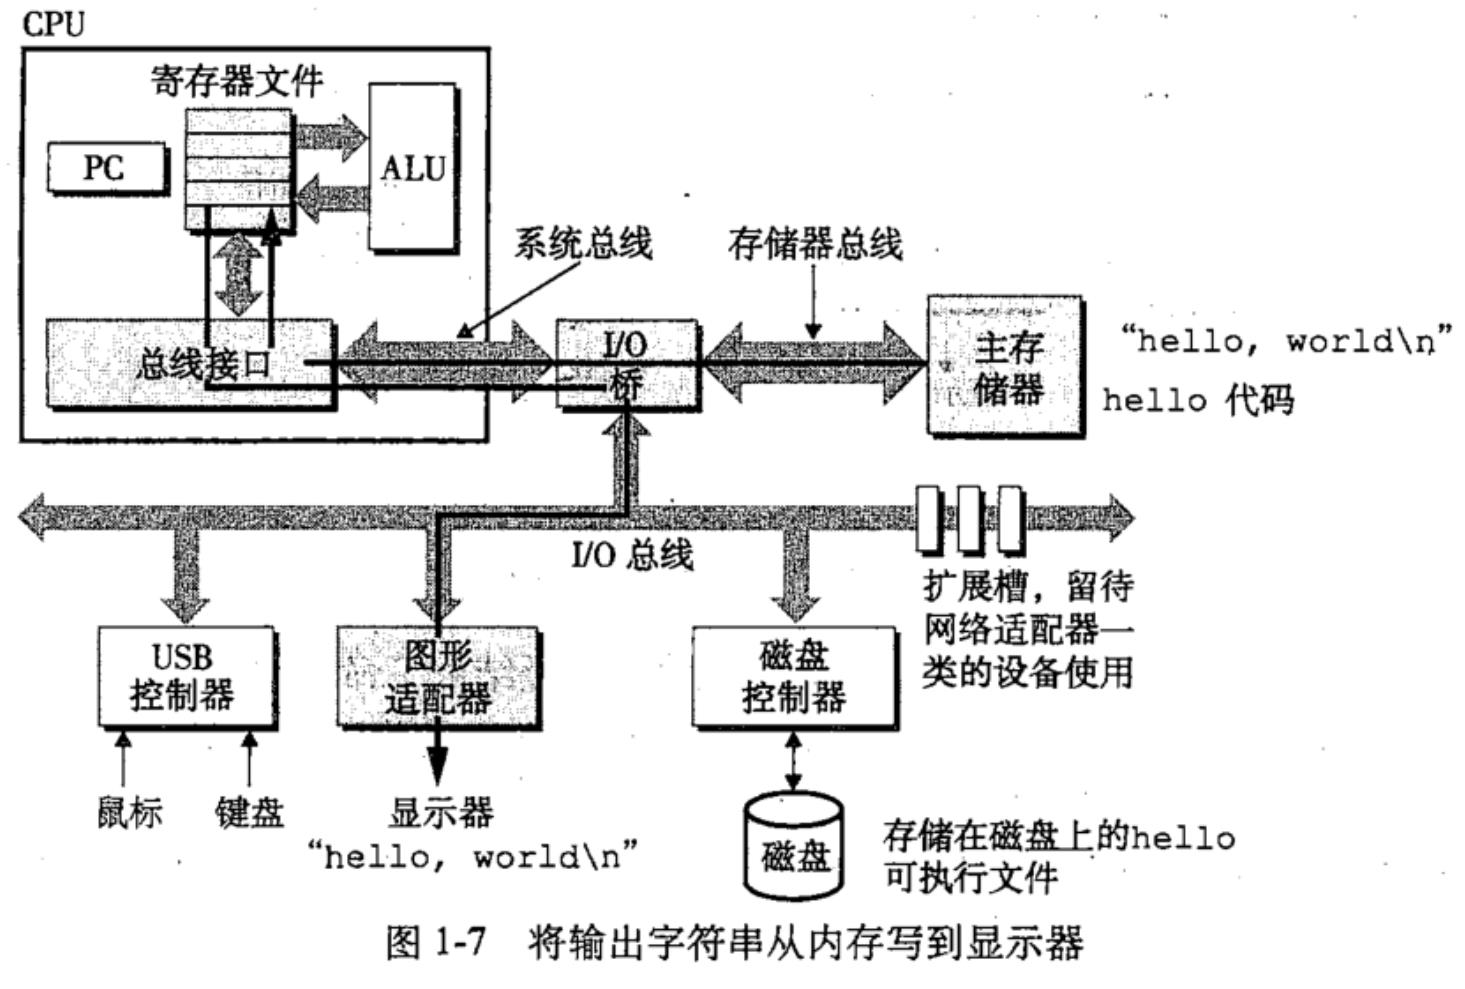 CPU
寄存器文件
PC
ALU
系统总线
存储器总线
总线接口
I/O
桥
主存
储器
“hello, world\n”
hello 代码
I/O 总线
扩展槽，留待
网络适配器一
类的设备使用
USB
控制器
图形
适配器
磁盘
控制器
鼠标
键盘
显示器
“hello, world\n”
磁盘
存储在磁盘上的hello
可执行文件
图 1-7 将输出字符串从内存写到显示器